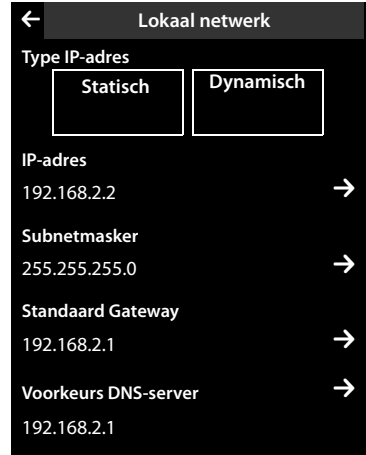 Lokaal netwerk
Type IP-adres
Statisch Dynamisch
IP-adres
192.168.2.2
Subnetmasker
255.255.255.0
Standaard Gateway
192.168.2.1
Voorkeurs DNS-server
192.168.2.1